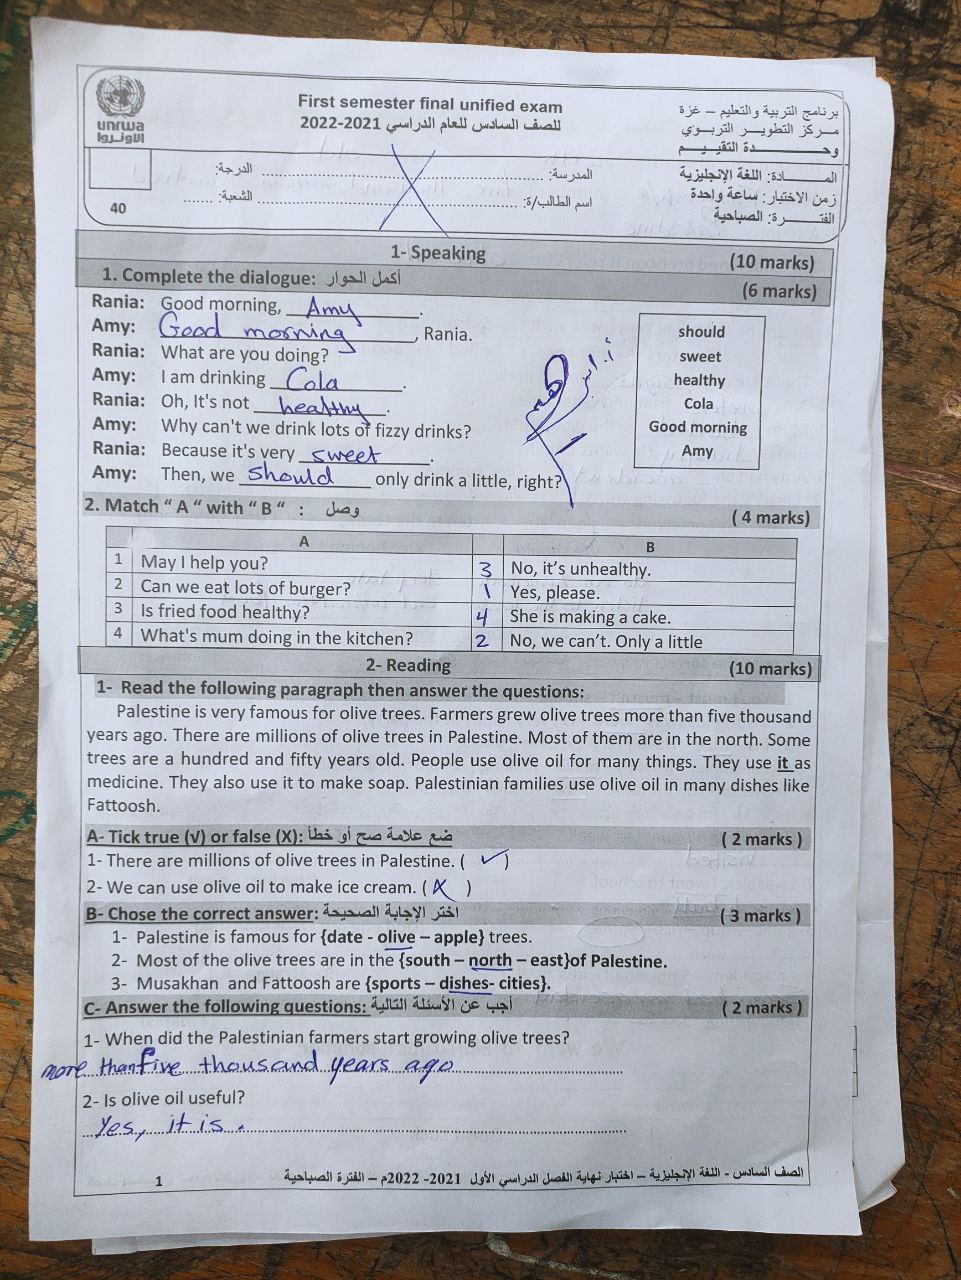 unrwa
الأونروا
First semester final unified exam
للصف السادس للعام الدراسي 2021-2022
برنامج التربية والتعليم – غزة
مركز التطوير التربوي
وحدة التقييم
المادة: اللغة الإنجليزية
زمن الاختبار: ساعة واحدة
الفترة: الصباحية
المدرسة: ........ الدرجة:
اسم الطالب/ة: ........ الشعبة: ......
40
1- Speaking (10 marks)
1. Complete the dialogue: أكمل الحوار (6 marks)
Rania: Good morning, Amy.
Amy: Good morning, Rania.
Rania: What are you doing?
Amy: I am drinking Cola.
Rania: Oh, It's not healthy.
Amy: Why can't we drink lots of fizzy drinks?
Rania: Because it's very sweet.
Amy: Then, we should only drink a little, right?
should
sweet
healthy
Cola
Good morning
Amy
2. Match “ A “ with “ B “ : وصل ( 4 marks)
A B
1 May I help you? 3 No, it’s unhealthy.
2 Can we eat lots of burger? 1 Yes, please.
3 Is fried food healthy? 4 She is making a cake.
4 What's mum doing in the kitchen? 2 No, we can’t. Only a little
2- Reading (10 marks)
1- Read the following paragraph then answer the questions:
Palestine is very famous for olive trees. Farmers grew olive trees more than five thousand
years ago. There are millions of olive trees in Palestine. Most of them are in the north. Some
trees are a hundred and fifty years old. People use olive oil for many things. They use it as
medicine. They also use it to make soap. Palestinian families use olive oil in many dishes like
Fattoosh.
A- Tick true (√) or false (X): ضع علامة صح أو خطأ ( 2 marks )
1- There are millions of olive trees in Palestine. ( ✓ )
2- We can use olive oil to make ice cream. ( X )
B- Chose the correct answer: اختر الإجابة الصحيحة ( 3 marks )
1- Palestine is famous for {date - olive – apple} trees.
2- Most of the olive trees are in the {south – north – east}of Palestine.
3- Musakhan and Fattoosh are {sports – dishes- cities}.
C- Answer the following questions: أجب عن الأسئلة التالية ( 2 marks )
1- When did the Palestinian farmers start growing olive trees?
more than five thousand years ago
2- Is olive oil useful?
Yes, it is.
1 الصف السادس - اللغة الإنجليزية – اختبار نهاية الفصل الدراسي الأول 2021- 2022م – الفترة الصباحية